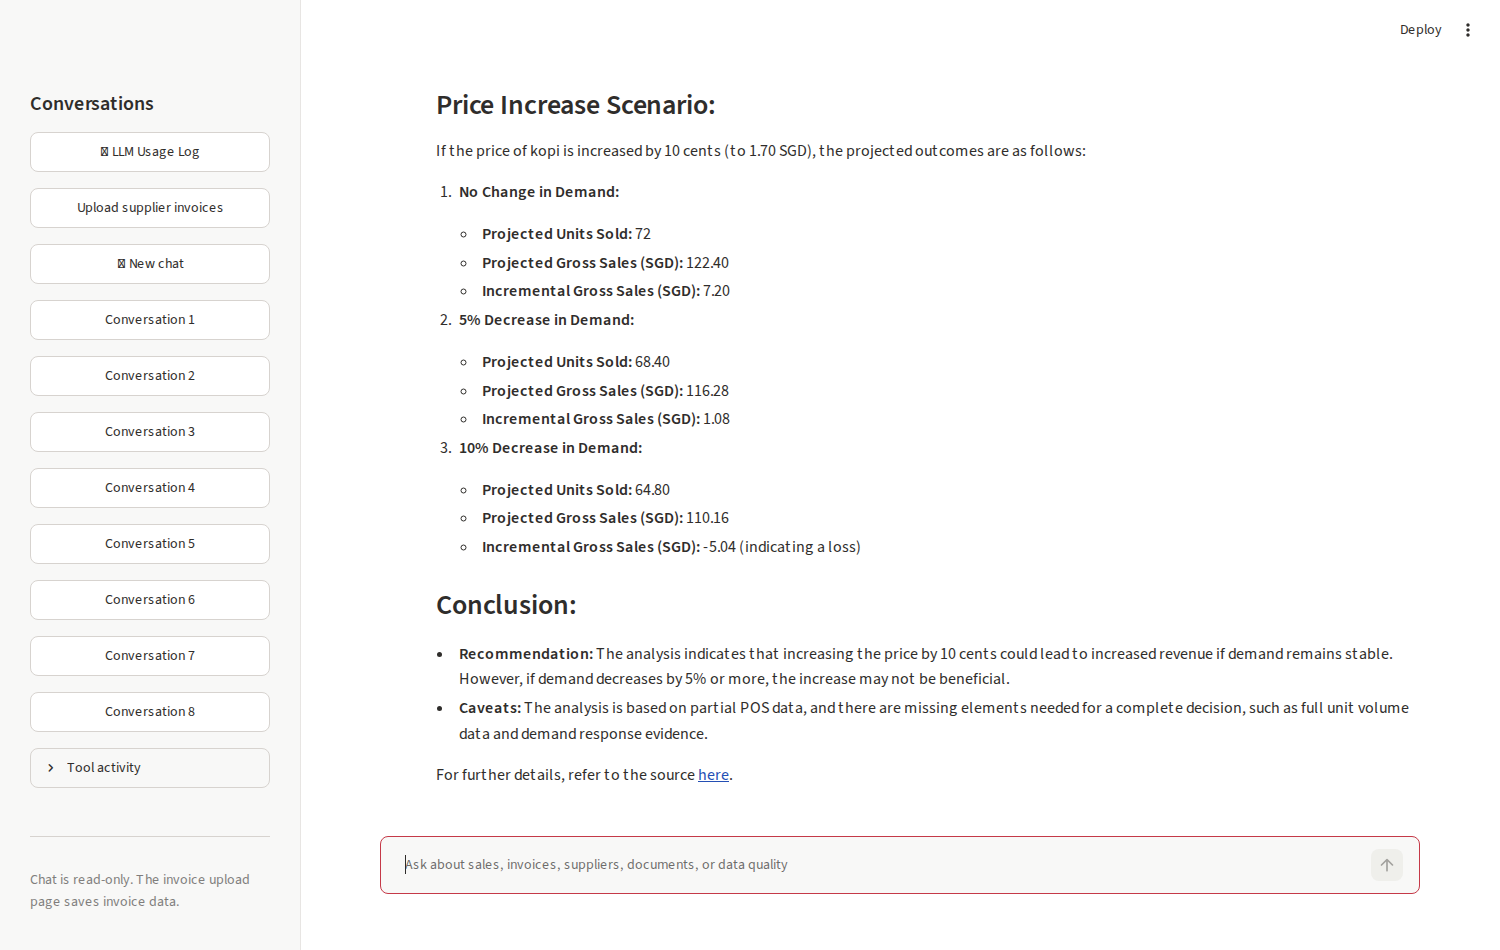 Deploy
Conversations
LLM Usage Log
Upload supplier invoices
New chat
Conversation 1
Conversation 2
Conversation 3
Conversation 4
Conversation 5
Conversation 6
Conversation 7
Conversation 8
Tool activity
Chat is read-only. The invoice upload
page saves invoice data.
Price Increase Scenario:
If the price of kopi is increased by 10 cents (to 1.70 SGD), the projected outcomes are as follows:
1. No Change in Demand:
Projected Units Sold: 72
Projected Gross Sales (SGD): 122.40
Incremental Gross Sales (SGD): 7.20
2. 5% Decrease in Demand:
Projected Units Sold: 68.40
Projected Gross Sales (SGD): 116.28
Incremental Gross Sales (SGD): 1.08
3. 10% Decrease in Demand:
Projected Units Sold: 64.80
Projected Gross Sales (SGD): 110.16
Incremental Gross Sales (SGD): -5.04 (indicating a loss)
Conclusion:
Recommendation: The analysis indicates that increasing the price by 10 cents could lead to increased revenue if demand remains stable.
However, if demand decreases by 5% or more, the increase may not be beneficial.
Caveats: The analysis is based on partial POS data, and there are missing elements needed for a complete decision, such as full unit volume
data and demand response evidence.
For further details, refer to the source here.
Ask about sales, invoices, suppliers, documents, or data quality